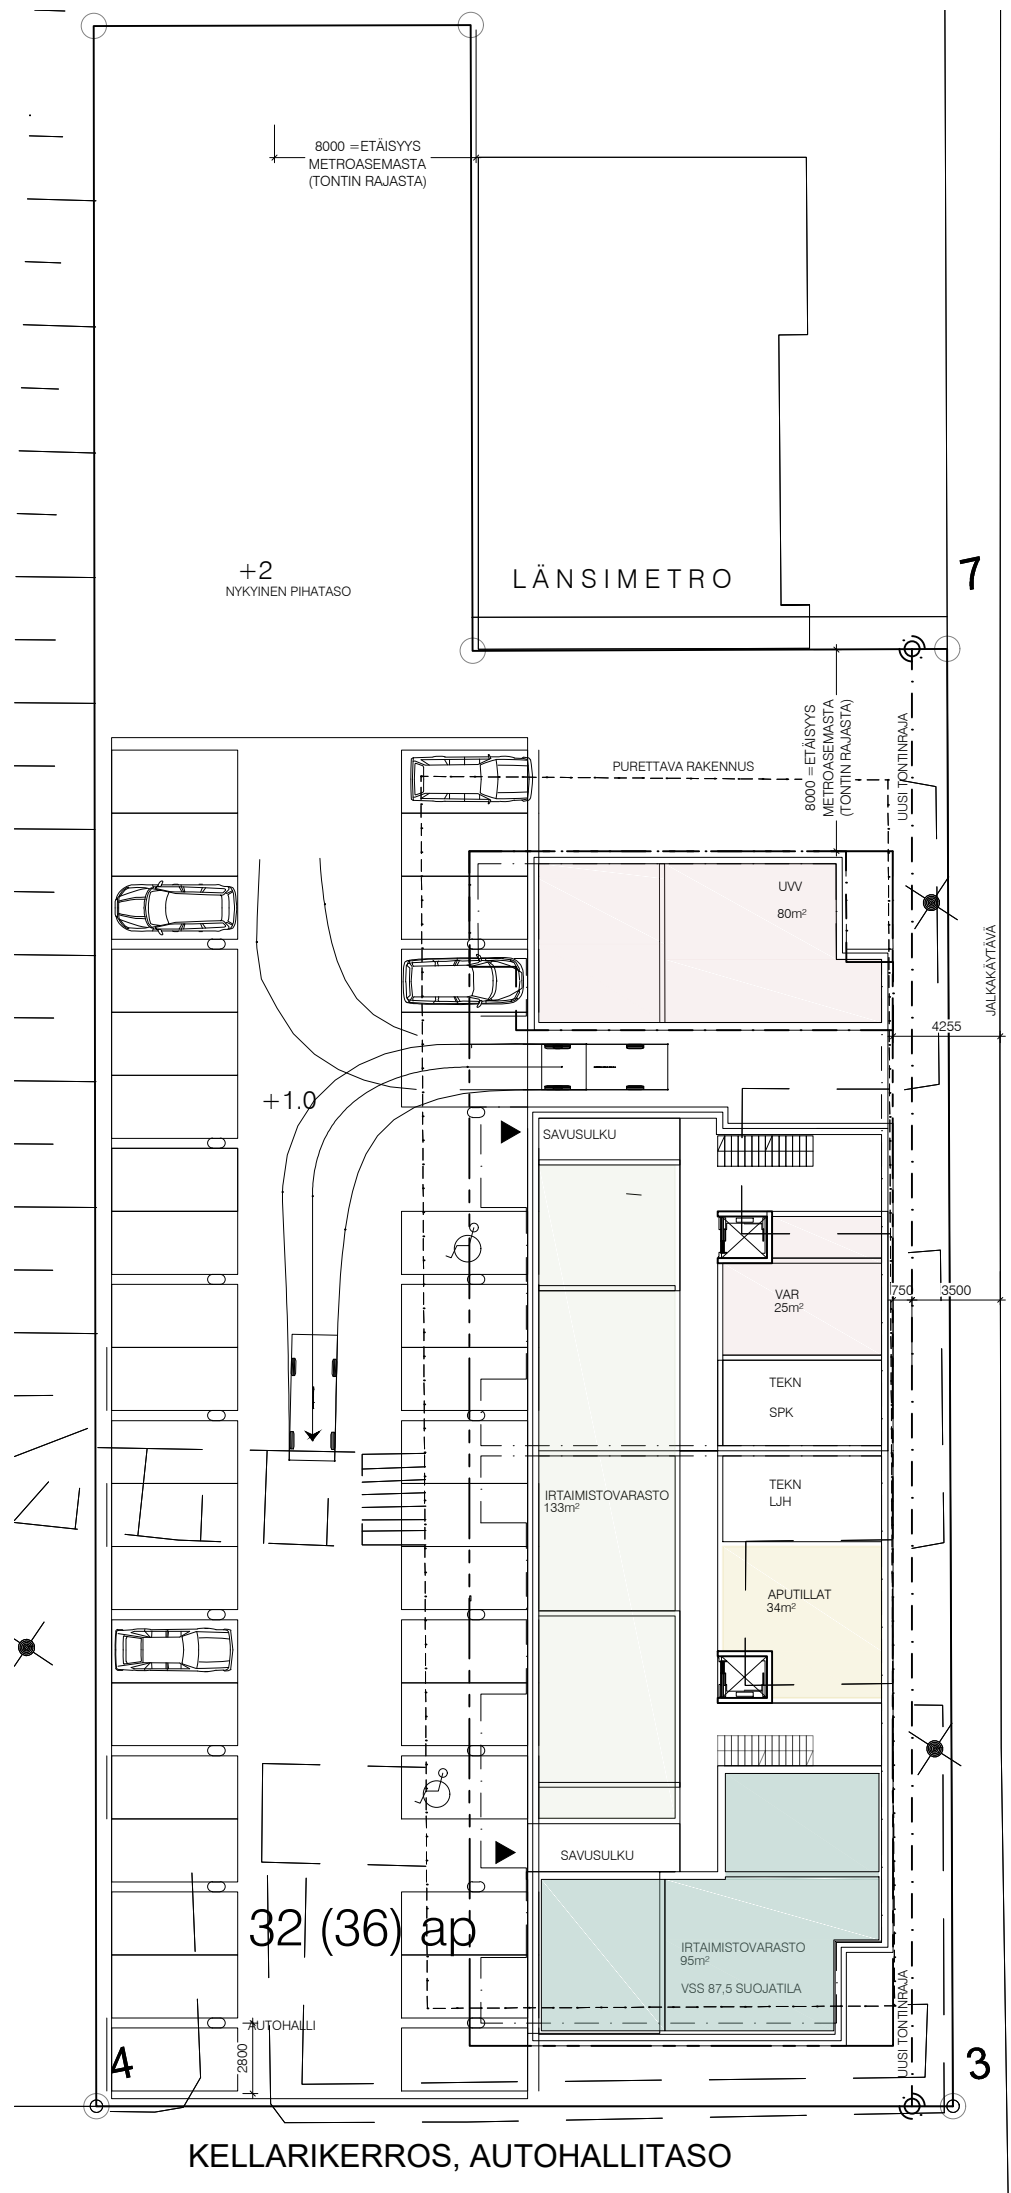 8000 =ETÄISYYS
METROASEMASTA
(TONTIN RAJASTA)
+2
NYKYINEN PIHATASO
LÄNSIMETRO
7
8000 =ETÄISYYS
METROASEMASTA
(TONTIN RAJASTA)
UUSI TONTINRAJA
PURETTAVA RAKENNUS
UVV
80m²
JALKAKÄYTÄVÄ
4255
+1.0
SAVUSULKU
VAR
25m²
750
3500
TEKN
SPK
TEKN
LJH
IRTAIMISTOVARASTO
133m²
APUTILLAT
34m²
SAVUSULKU
32 (36) ap
IRTAIMISTOVARASTO
95m²
VSS 87,5 SUOJATILA
UUSI TONTINRAJA
AUTOHALLI
2800
4
3
KELLARIKERROS, AUTOHALLITASO